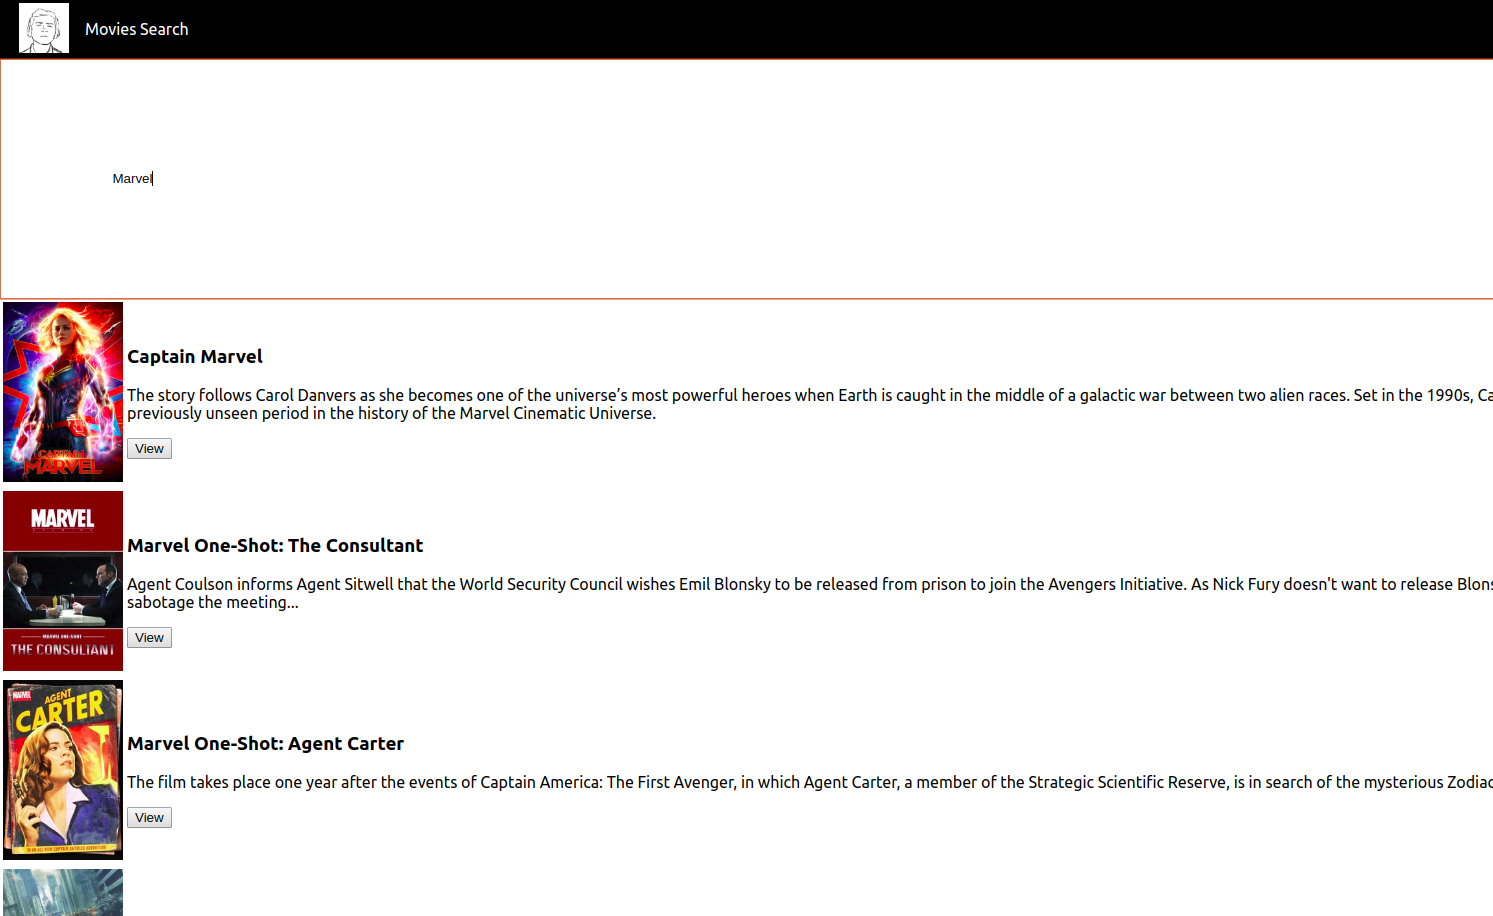 Movies Search
Marvel
Captain Marvel
The story follows Carol Danvers as she becomes one of the universe’s most powerful heroes when Earth is caught in the middle of a galactic war between two alien races. Set in the 1990s, Ca
previously unseen period in the history of the Marvel Cinematic Universe.
View
CAPTAIN
MARVEL
MARVEL
Marvel One-Shot: The Consultant
Agent Coulson informs Agent Sitwell that the World Security Council wishes Emil Blonsky to be released from prison to join the Avengers Initiative. As Nick Fury doesn't want to release Blons
sabotage the meeting...
View
MARVEL ONE-SHOT
THE CONSULTANT
MARVEL
AGENT
CARTER
Marvel One-Shot: Agent Carter
The film takes place one year after the events of Captain America: The First Avenger, in which Agent Carter, a member of the Strategic Scientific Reserve, is in search of the mysterious Zodiac
View